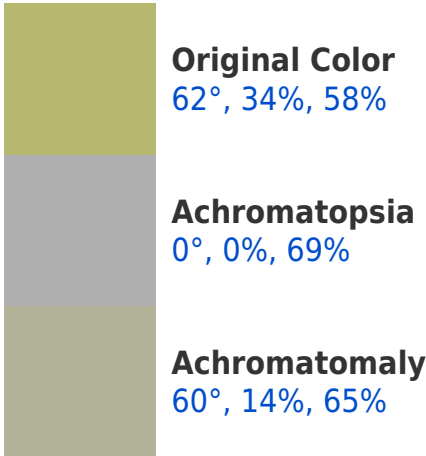 Original Color
62°, 34%, 58%
Achromatopsia
0°, 0%, 69%
Achromatomaly
60°, 14%, 65%